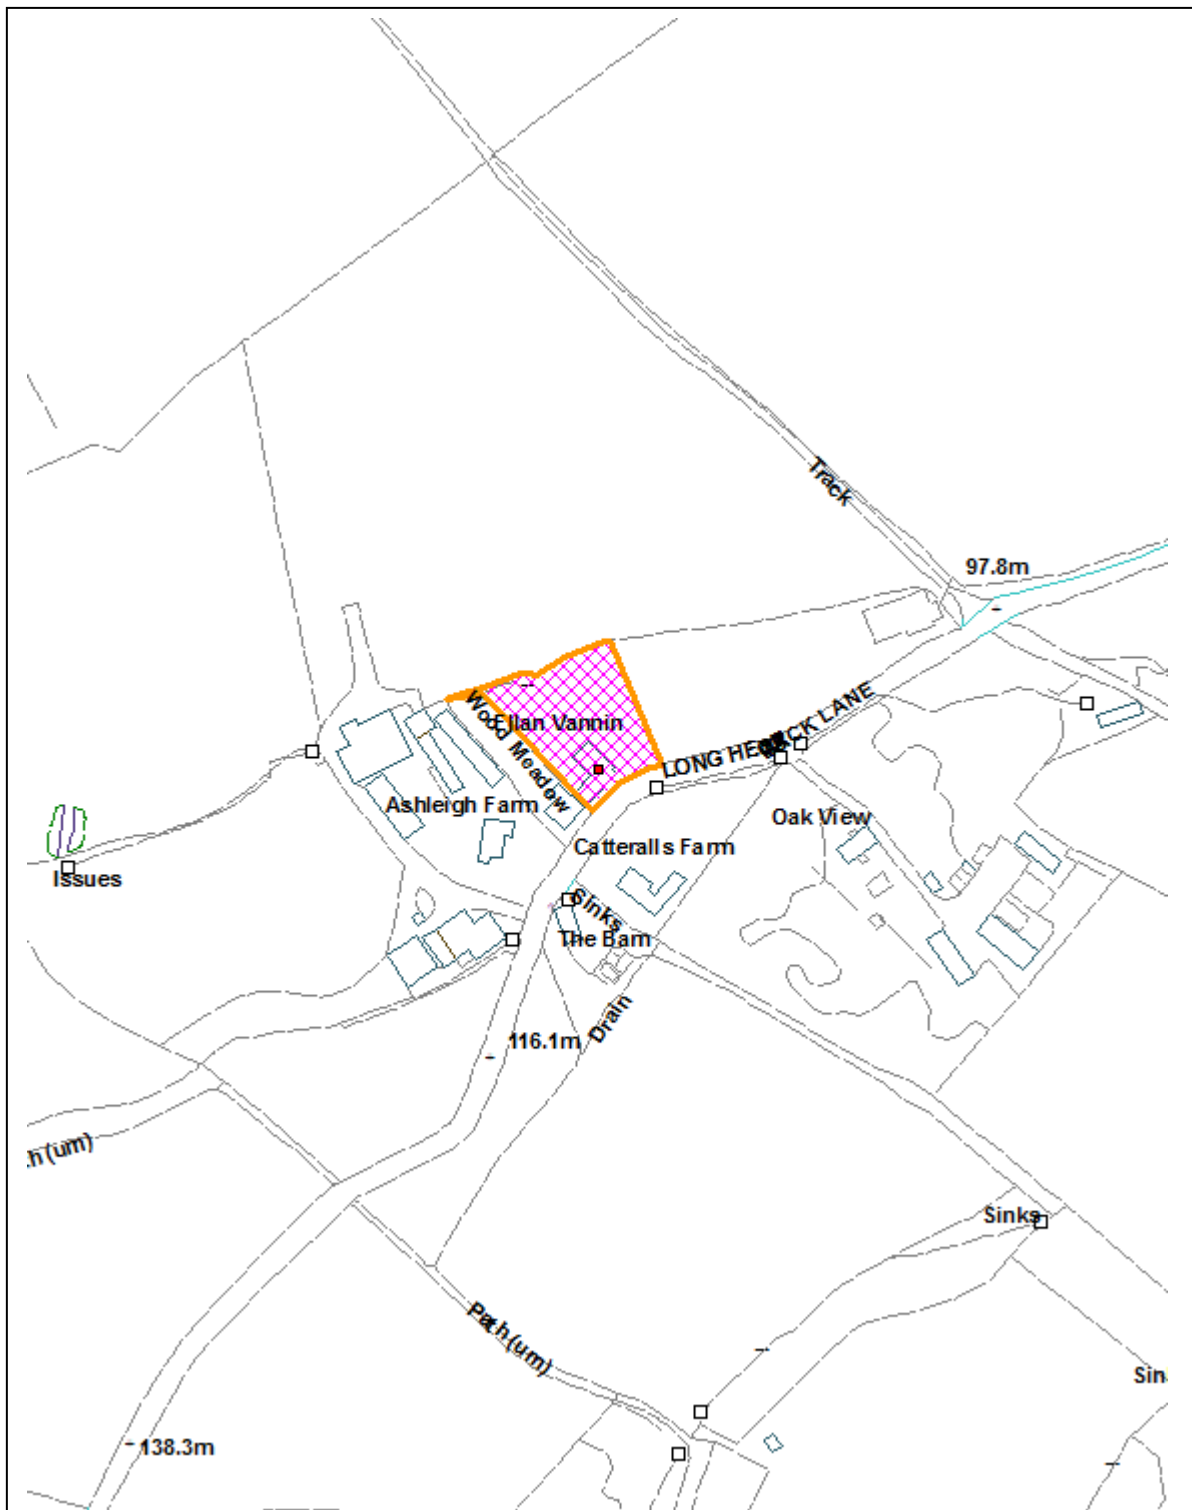 Track
97.8m
Wood Meadow
Ellan Vannin
LONG HE
CK LANE
Ashleigh Farm
Oak View
Catteralls Farm
Issues
Sinks
The Barn
Drain
116.1m
h (um)
Sinks
Path (um)
Sin
138.3m